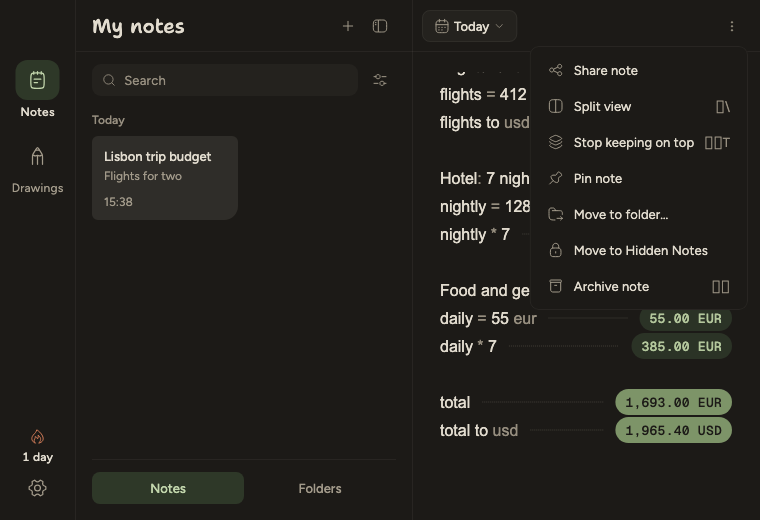 My notes
Today
Search
Notes
Today
Lisbon trip budget
Flights for two
15:38
Drawings
1 day
Notes
Folders
Share note
Split view
Stop keeping on top
Pin note
Move to folder...
Move to Hidden Notes
Archive note
flights = 412
flights to usd
Hotel: 7 nigh
nightly = 128
nightly * 7
Food and ge
daily = 55 eur 55.00 EUR
daily * 7 385.00 EUR
total 1,693.00 EUR
total to usd 1,965.40 USD